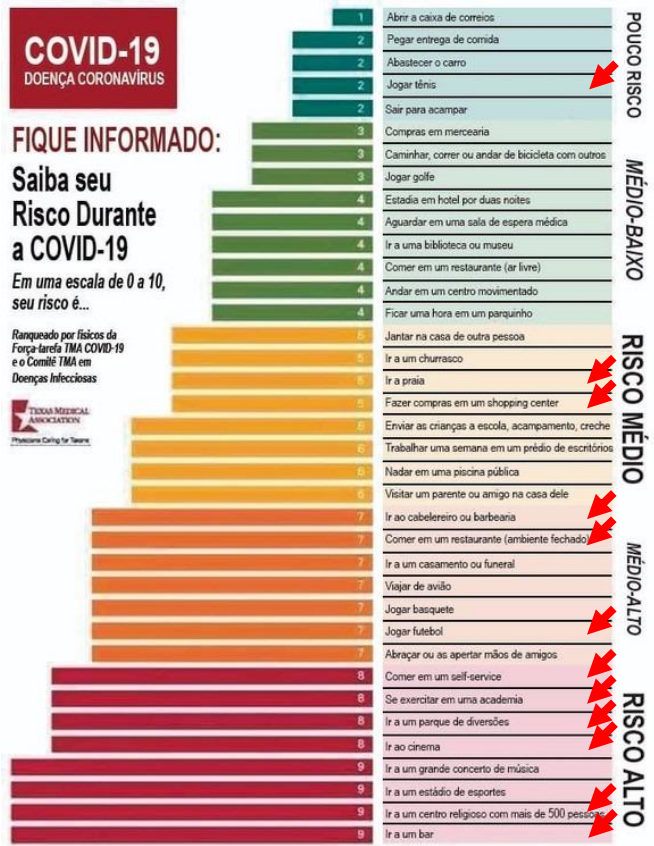 COVID-19
DOENÇA CORONAVÍRUS
FIQUE INFORMADO:
Saiba seu
Risco Durante
a COVID-19
Em uma escala de 0 a 10,
seu risco é...
Ranqueado por físicos da
Força-tarefa TMA COVID-19
e o Comitê TMA em
Doenças Infecciosas
TEXAS MEDICAL
ASSOCIATION
Physicians Caring for Texans
1 Abrir a caixa de correios
2 Pegar entrega de comida
2 Abastecer o carro
2 Jogar tênis
2 Sair para acampar
POUCO RISCO
3 Compras em mercearia
3 Caminhar, correr ou andar de bicicleta com outros
3 Jogar golfe
4 Estadia em hotel por duas noites
4 Aguardar em uma sala de espera médica
4 Ir a uma biblioteca ou museu
4 Comer em um restaurante (ar livre)
4 Andar em um centro movimentado
4 Ficar uma hora em um parquinho
MÉDIO-BAIXO
5 Jantar na casa de outra pessoa
5 Ir a um churrasco
5 Ir a praia
5 Fazer compras em um shopping center
6 Enviar as crianças a escola, acampamento, creche
6 Trabalhar uma semana em um prédio de escritórios
6 Nadar em uma piscina pública
6 Visitar um parente ou amigo na casa dele
RISCO MÉDIO
7 Ir ao cabelereiro ou barbearia
7 Comer em um restaurante (ambiente fechado)
7 Ir a um casamento ou funeral
7 Viajar de avião
7 Jogar basquete
7 Jogar futebol
7 Abraçar ou as apertar mãos de amigos
MÉDIO-ALTO
8 Comer em um self-service
8 Se exercitar em uma academia
8 Ir a um parque de diversões
8 Ir ao cinema
9 Ir a um grande concerto de música
9 Ir a um estádio de esportes
9 Ir a um centro religioso com mais de 500 pessoas
9 Ir a um bar
RISCO ALTO